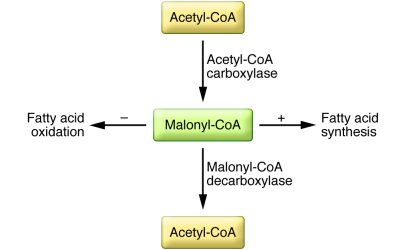 Acetyl-CoA
Acetyl-CoA
carboxylase
Fatty acid
oxidation
–
Malonyl-CoA
+
Fatty acid
synthesis
Malonyl-CoA
decarboxylase
Acetyl-CoA